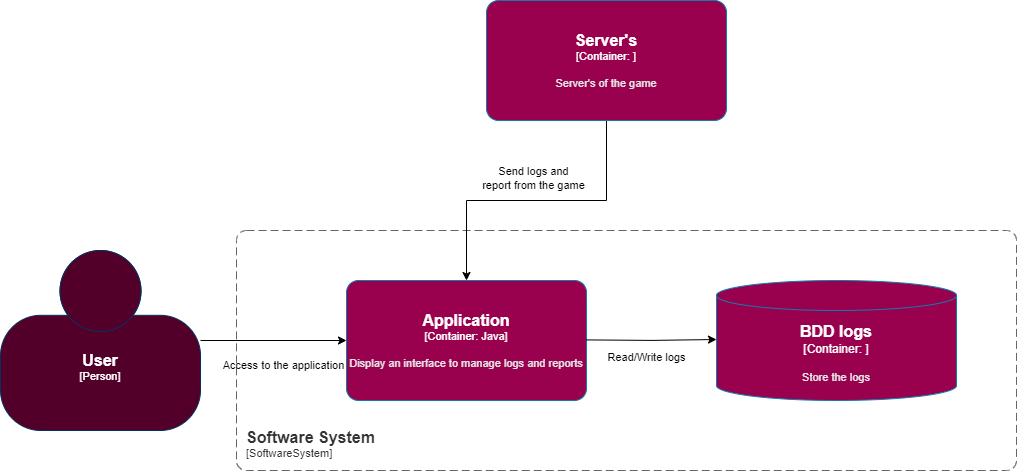 Server's
[Container: ]
Server's of the game
Send logs and
report from the game
User
[Person]
Access to the application
Application
[Container: Java]
Display an interface to manage logs and reports
Read/Write logs
BDD logs
[Container: ]
Store the logs
Software System
[SoftwareSystem]